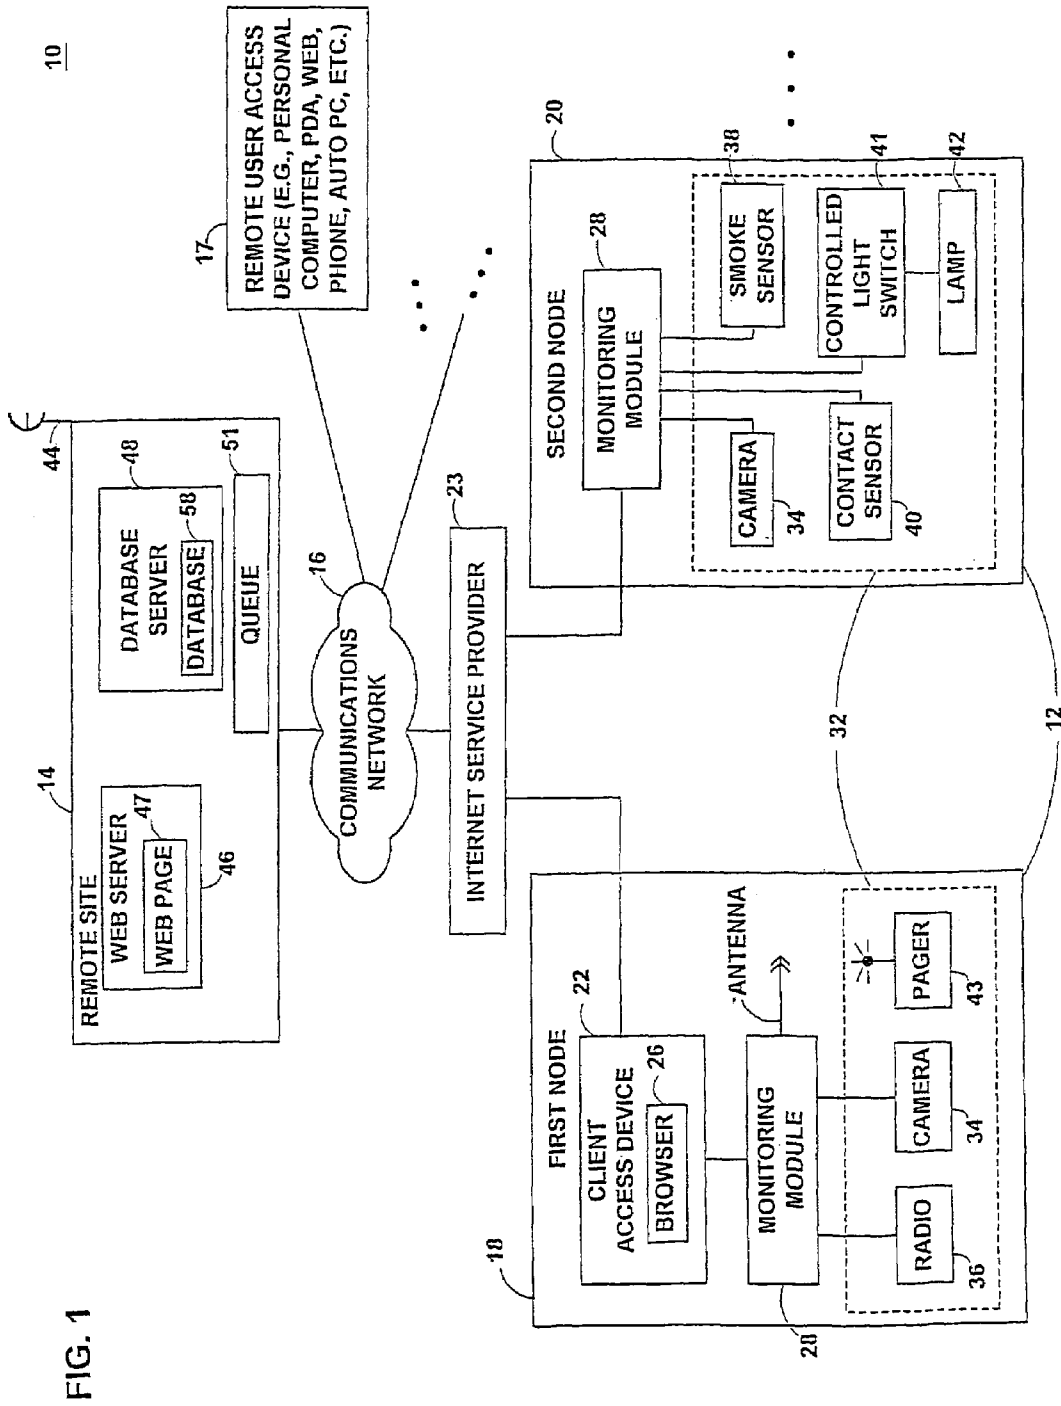 FIG. 1
10
REMOTE SITE
14
WEB SERVER
47
WEB PAGE
46
DATABASE
SERVER
48
58
DATABASE
44
51
QUEUE
16
COMMUNICATIONS
NETWORK
17
REMOTE USER ACCESS
DEVICE (E.G., PERSONAL
COMPUTER, PDA, WEB,
PHONE, AUTO PC, ETC.)
23
INTERNET SERVICE PROVIDER
18
FIRST NODE
22
CLIENT
ACCESS DEVICE
26
BROWSER
ANTENNA
MONITORING
MODULE
28
RADIO
36
CAMERA
34
PAGER
43
SECOND NODE
20
28
MONITORING
MODULE
CAMERA
34
SMOKE
SENSOR
38
CONTACT
SENSOR
40
CONTROLLED
LIGHT
SWITCH
41
LAMP
42
32
12